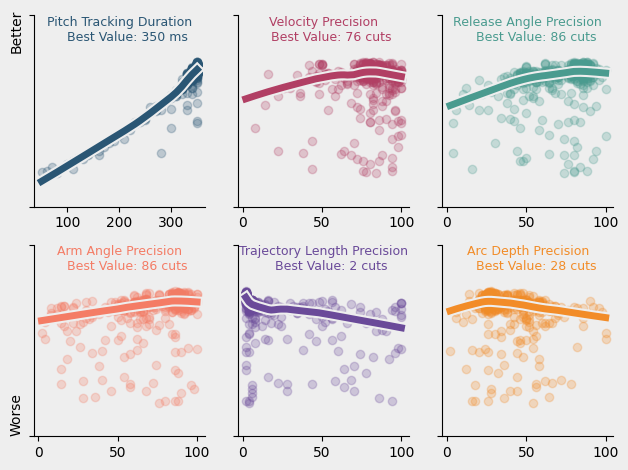 Better
Pitch Tracking Duration
Best Value: 350 ms
100 200 300
Velocity Precision
Best Value: 76 cuts
0 50 100
Release Angle Precision
Best Value: 86 cuts
0 50 100
Worse
Arm Angle Precision
Best Value: 86 cuts
0 50 100
Trajectory Length Precision
Best Value: 2 cuts
0 50 100
Arc Depth Precision
Best Value: 28 cuts
0 50 100